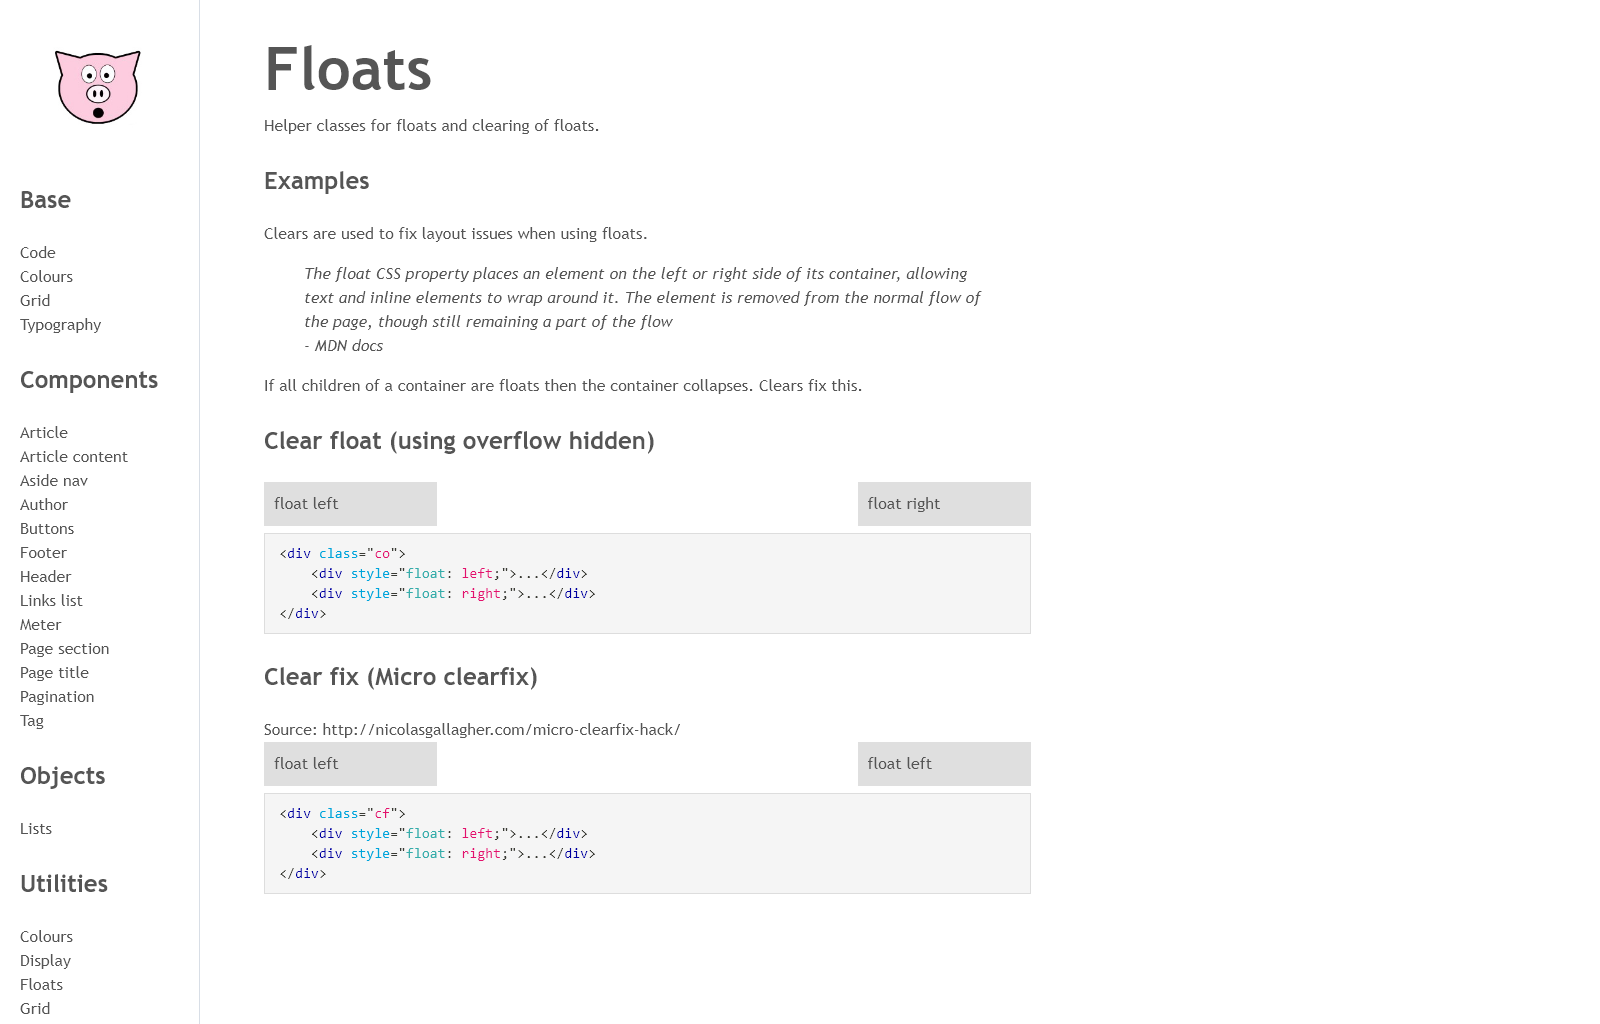 Base
Code
Colours
Grid
Typography
Components
Article
Article content
Aside nav
Author
Buttons
Footer
Header
Links list
Meter
Page section
Page title
Pagination
Tag
Objects
Lists
Utilities
Colours
Display
Floats
Grid
Floats
Helper classes for floats and clearing of floats.
Examples
Clears are used to fix layout issues when using floats.
The float CSS property places an element on the left or right side of its container, allowing
text and inline elements to wrap around it. The element is removed from the normal flow of
the page, though still remaining a part of the flow
- MDN docs
If all children of a container are floats then the container collapses. Clears fix this.
Clear float (using overflow hidden)
float left
float right
<div class="co">
    <div style="float: left;">...</div>
    <div style="float: right;">...</div>
</div>
Clear fix (Micro clearfix)
Source: http://nicolasgallagher.com/micro-clearfix-hack/
float left
float left
<div class="cf">
    <div style="float: left;">...</div>
    <div style="float: right;">...</div>
</div>